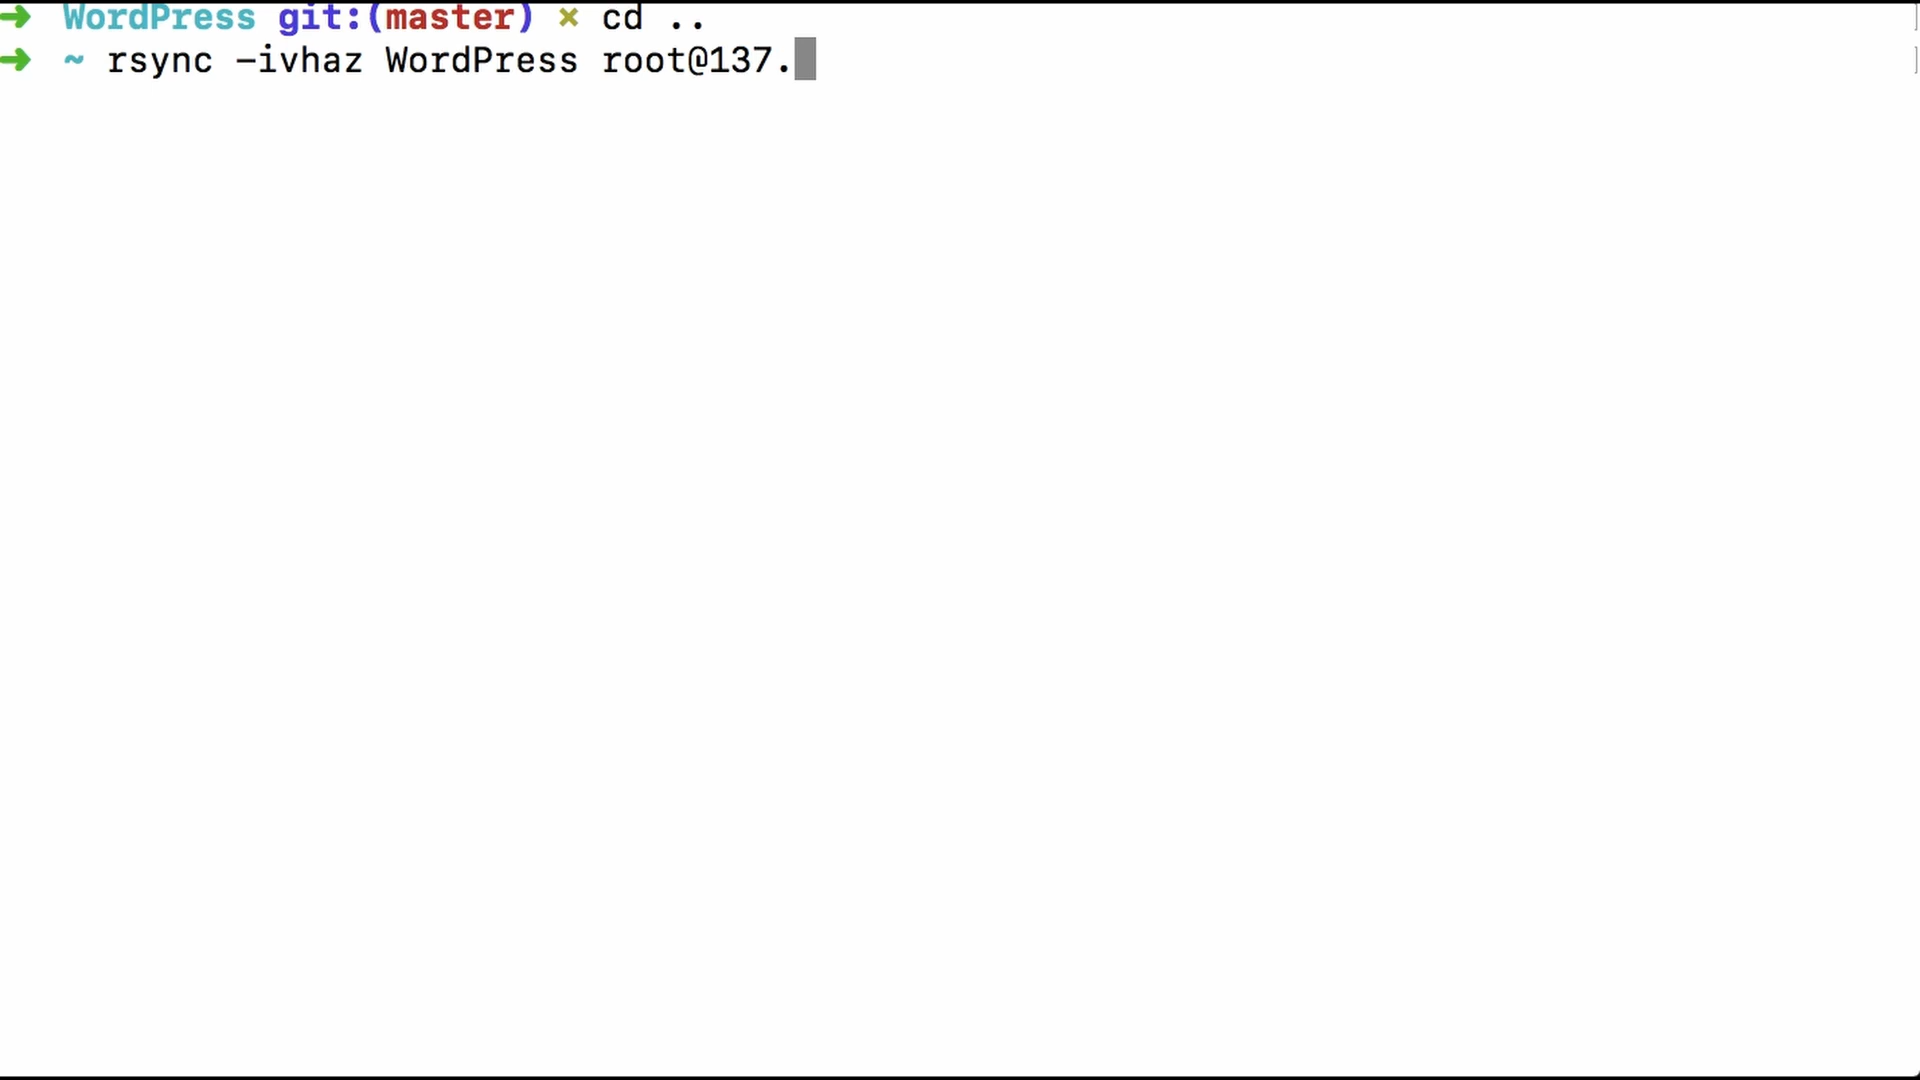 ➜ WordPress git:(master) ✗ cd ..
➜ ~ rsync -ivhaz WordPress root@137.